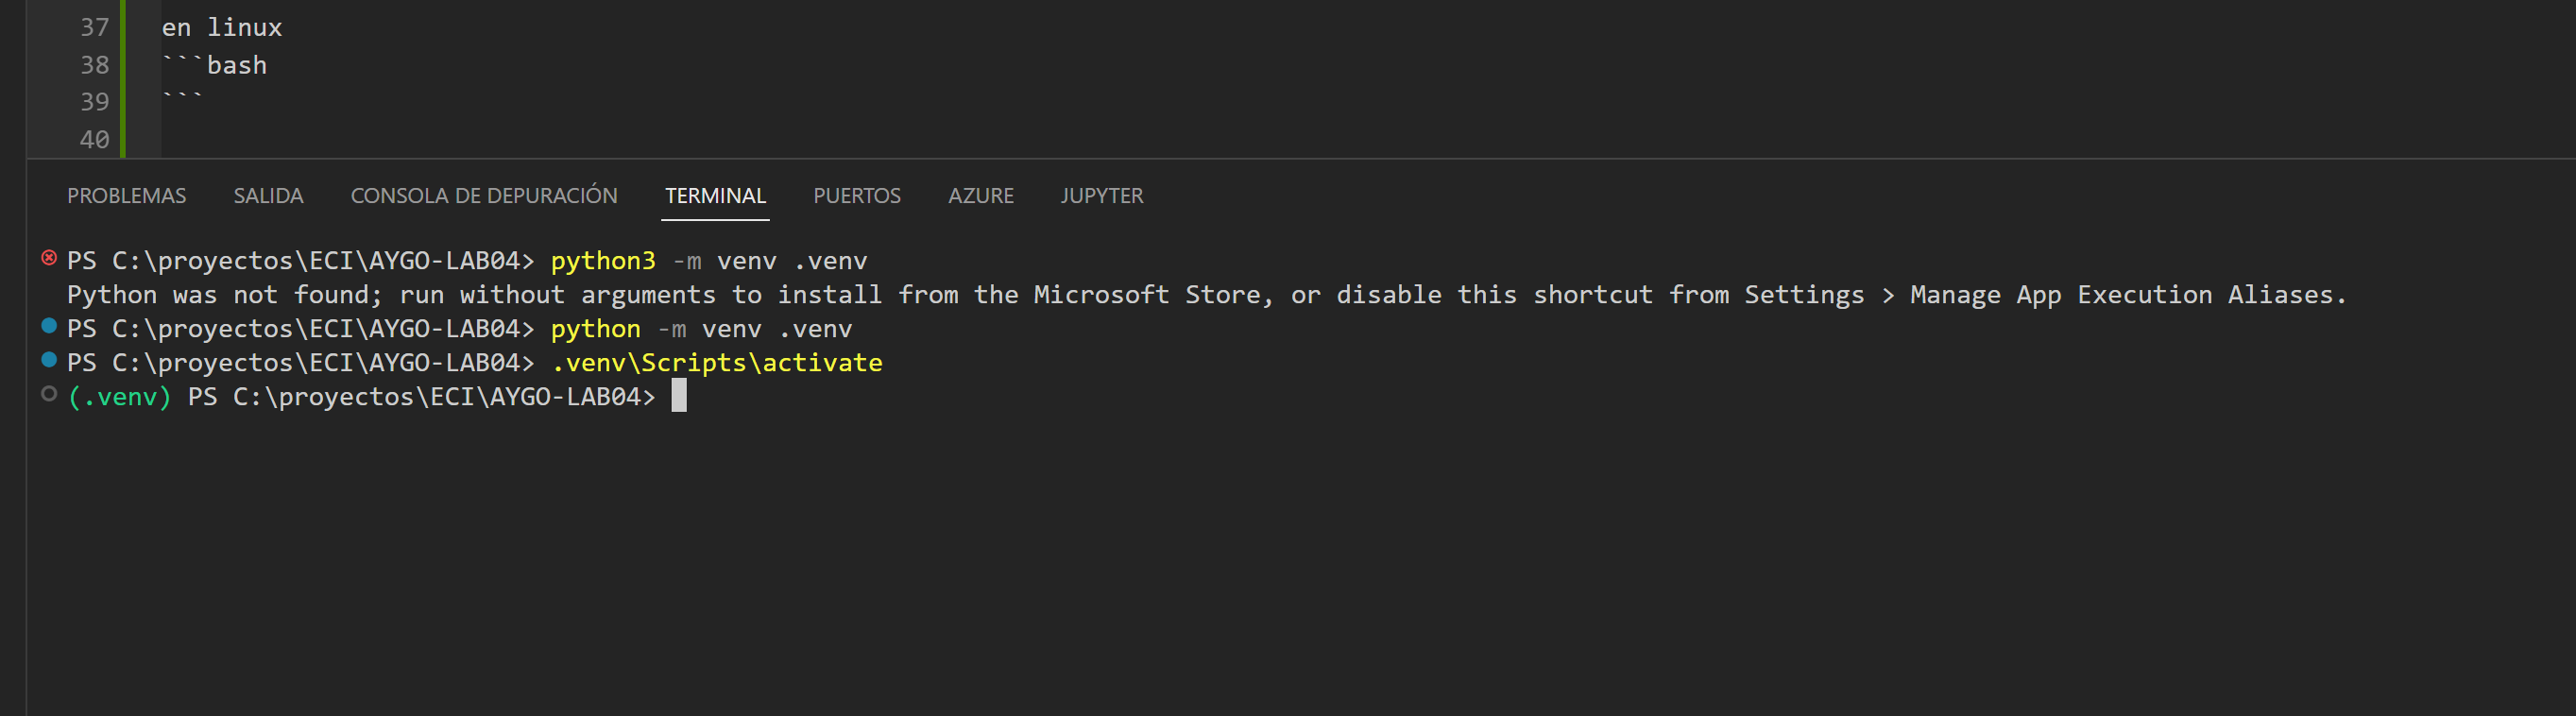 37 en linux
38 ```bash
39 ```
40
PROBLEMAS SALIDA CONSOLA DE DEPURACIÓN TERMINAL PUERTOS AZURE JUPYTER
PS C:\proyectos\ECI\AYGO-LAB04> python3 -m venv .venv
Python was not found; run without arguments to install from the Microsoft Store, or disable this shortcut from Settings > Manage App Execution Aliases.
PS C:\proyectos\ECI\AYGO-LAB04> python -m venv .venv
PS C:\proyectos\ECI\AYGO-LAB04> .venv\Scripts\activate
(.venv) PS C:\proyectos\ECI\AYGO-LAB04>